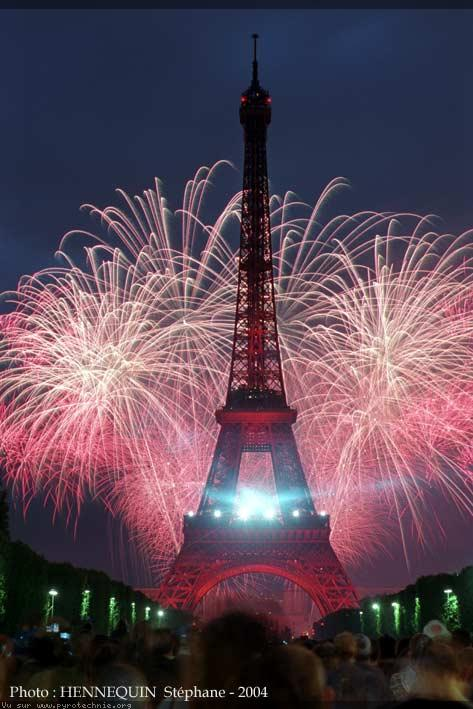 Photo : HENNEQUIN Stéphane - 2004
Vu sur www.pyrotechnie.org